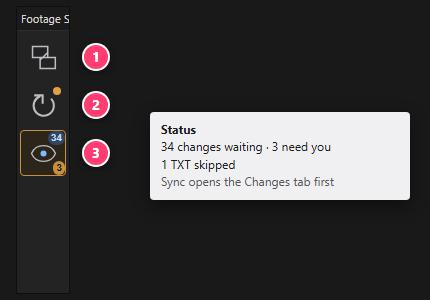 Footage S
1
2
34
3
3
Status
34 changes waiting · 3 need you
1 TXT skipped
Sync opens the Changes tab first